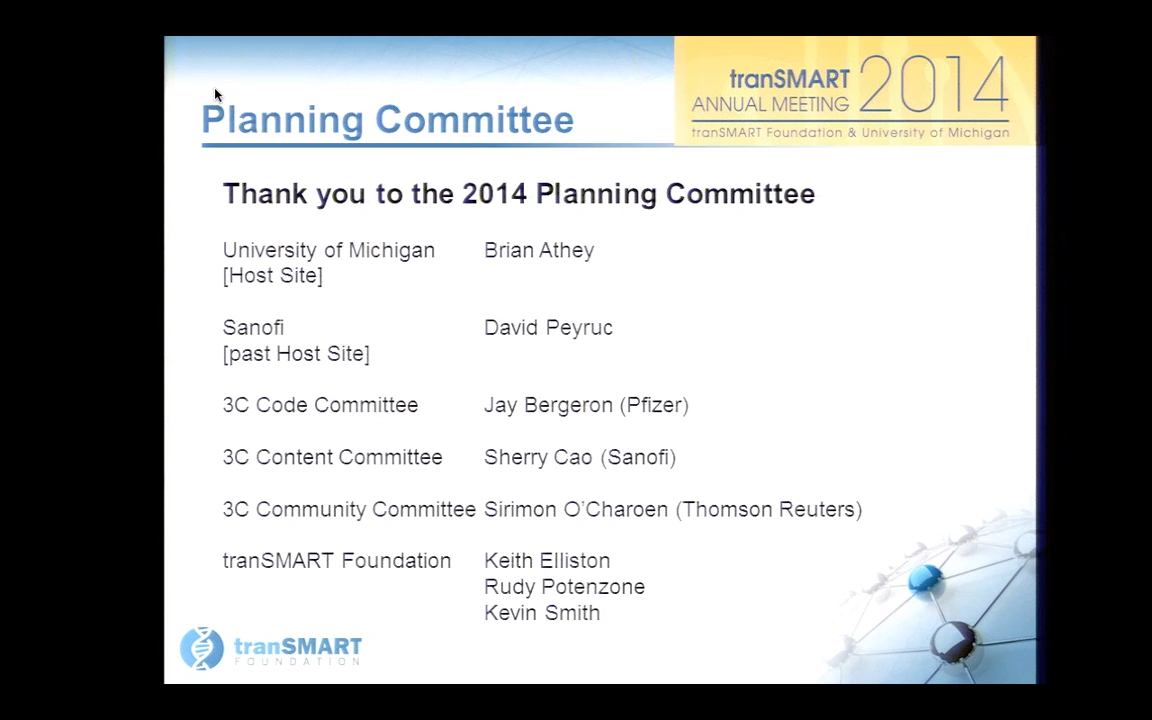 tranSMART
ANNUAL MEETING 2014
tranSMART Foundation & University of Michigan
Planning Committee
Thank you to the 2014 Planning Committee
University of Michigan Brian Athey
[Host Site]
Sanofi David Peyruc
[past Host Site]
3C Code Committee Jay Bergeron (Pfizer)
3C Content Committee Sherry Cao (Sanofi)
3C Community Committee Sirimon O’Charoen (Thomson Reuters)
tranSMART Foundation Keith Elliston
Rudy Potenzone
Kevin Smith
tranSMART
FOUNDATION